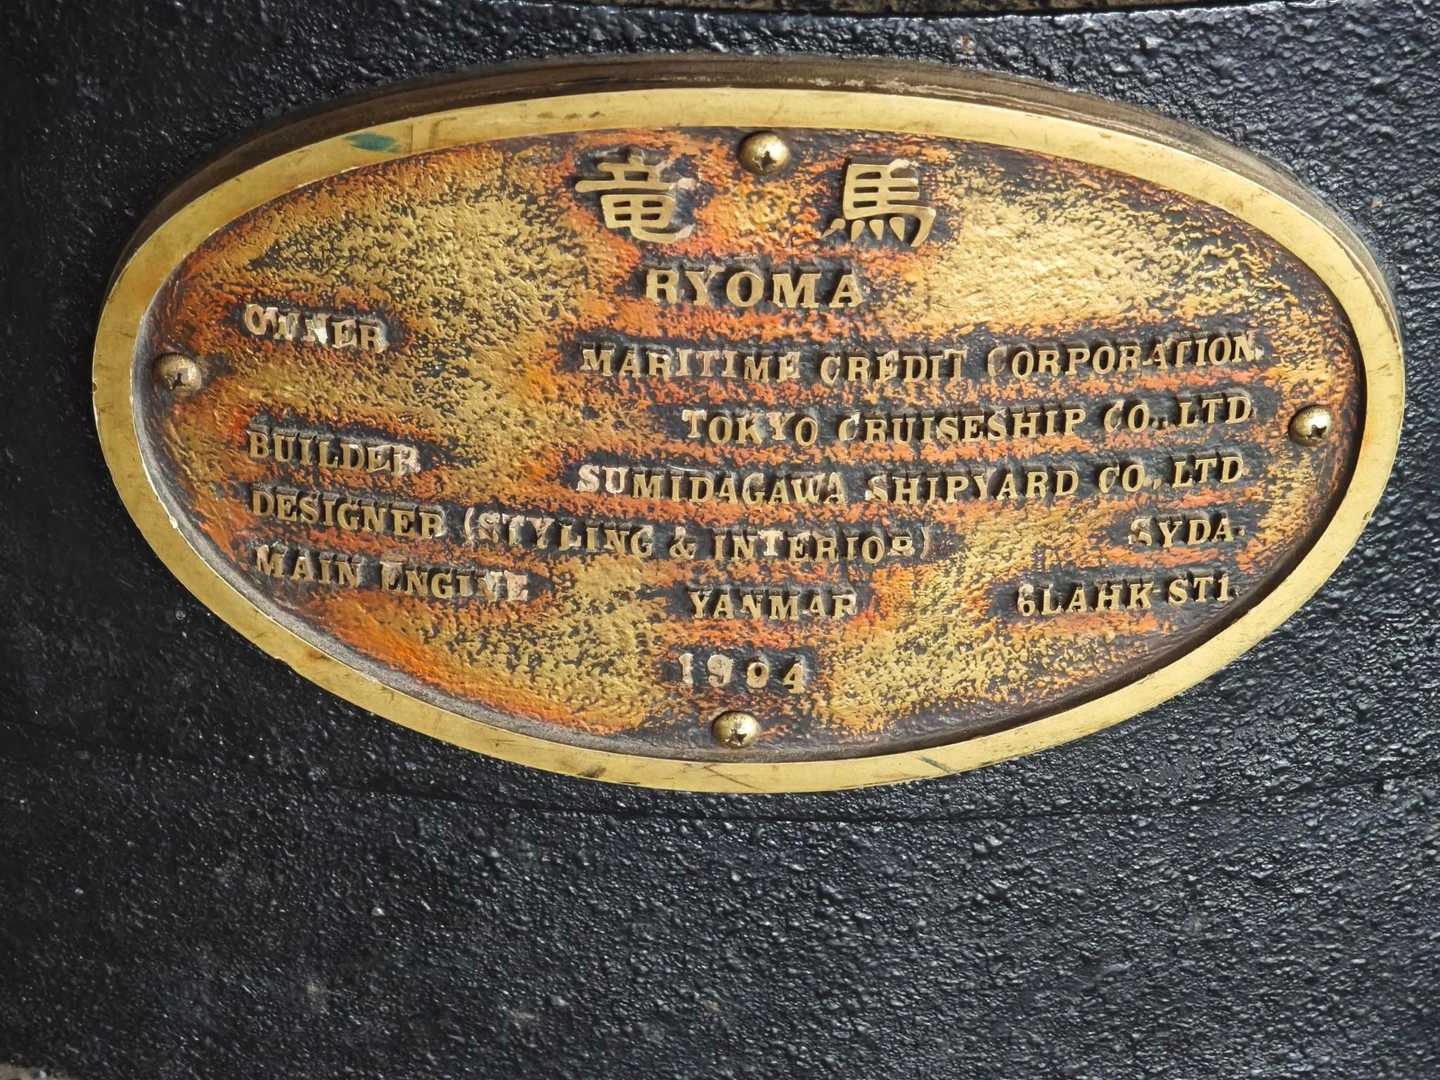 竜馬
RYOMA
OWNER MARITIME CREDIT CORPORATION
TOKYO CRUISESHIP CO., LTD
BUILDER SUMIDAGAWA SHIPYARD CO., LTD
DESIGNER (STYLING & INTERIOR) SYDA.
MAIN ENGINE YANMAR 6LAHK-ST1
1994